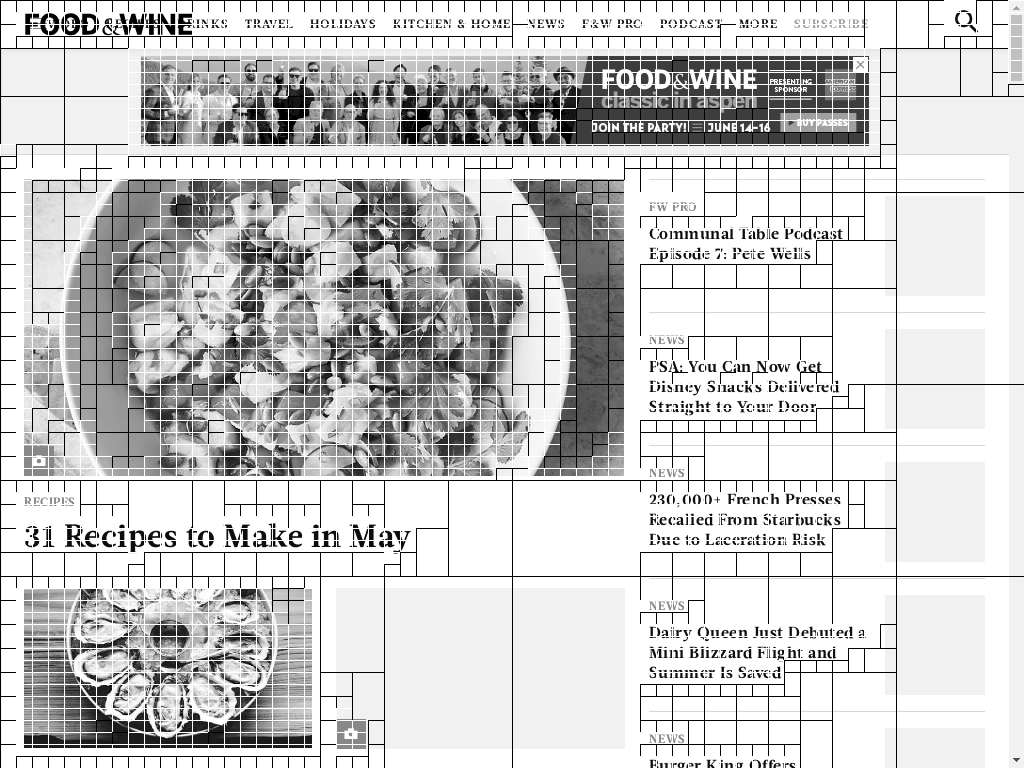 FOOD & WINE
DRINKS TRAVEL HOLIDAYS KITCHEN & HOME NEWS F&W PRO PODCAST MORE SUBSCRIBE
FOOD & WINE
classic in aspen
PRESENTING SPONSOR
JOIN THE PARTY! JUNE 14-16
BUY PASSES
FW PRO
Communal Table Podcast
Episode 7: Pete Wells
NEWS
PSA: You Can Now Get
Disney Snacks Delivered
Straight to Your Door
NEWS
230,000+ French Presses
Recalled From Starbucks
Due to Laceration Risk
RECIPES
31 Recipes to Make in May
NEWS
Dairy Queen Just Debuted a
Mini Blizzard Flight and
Summer Is Saved
NEWS
Burger King Offers